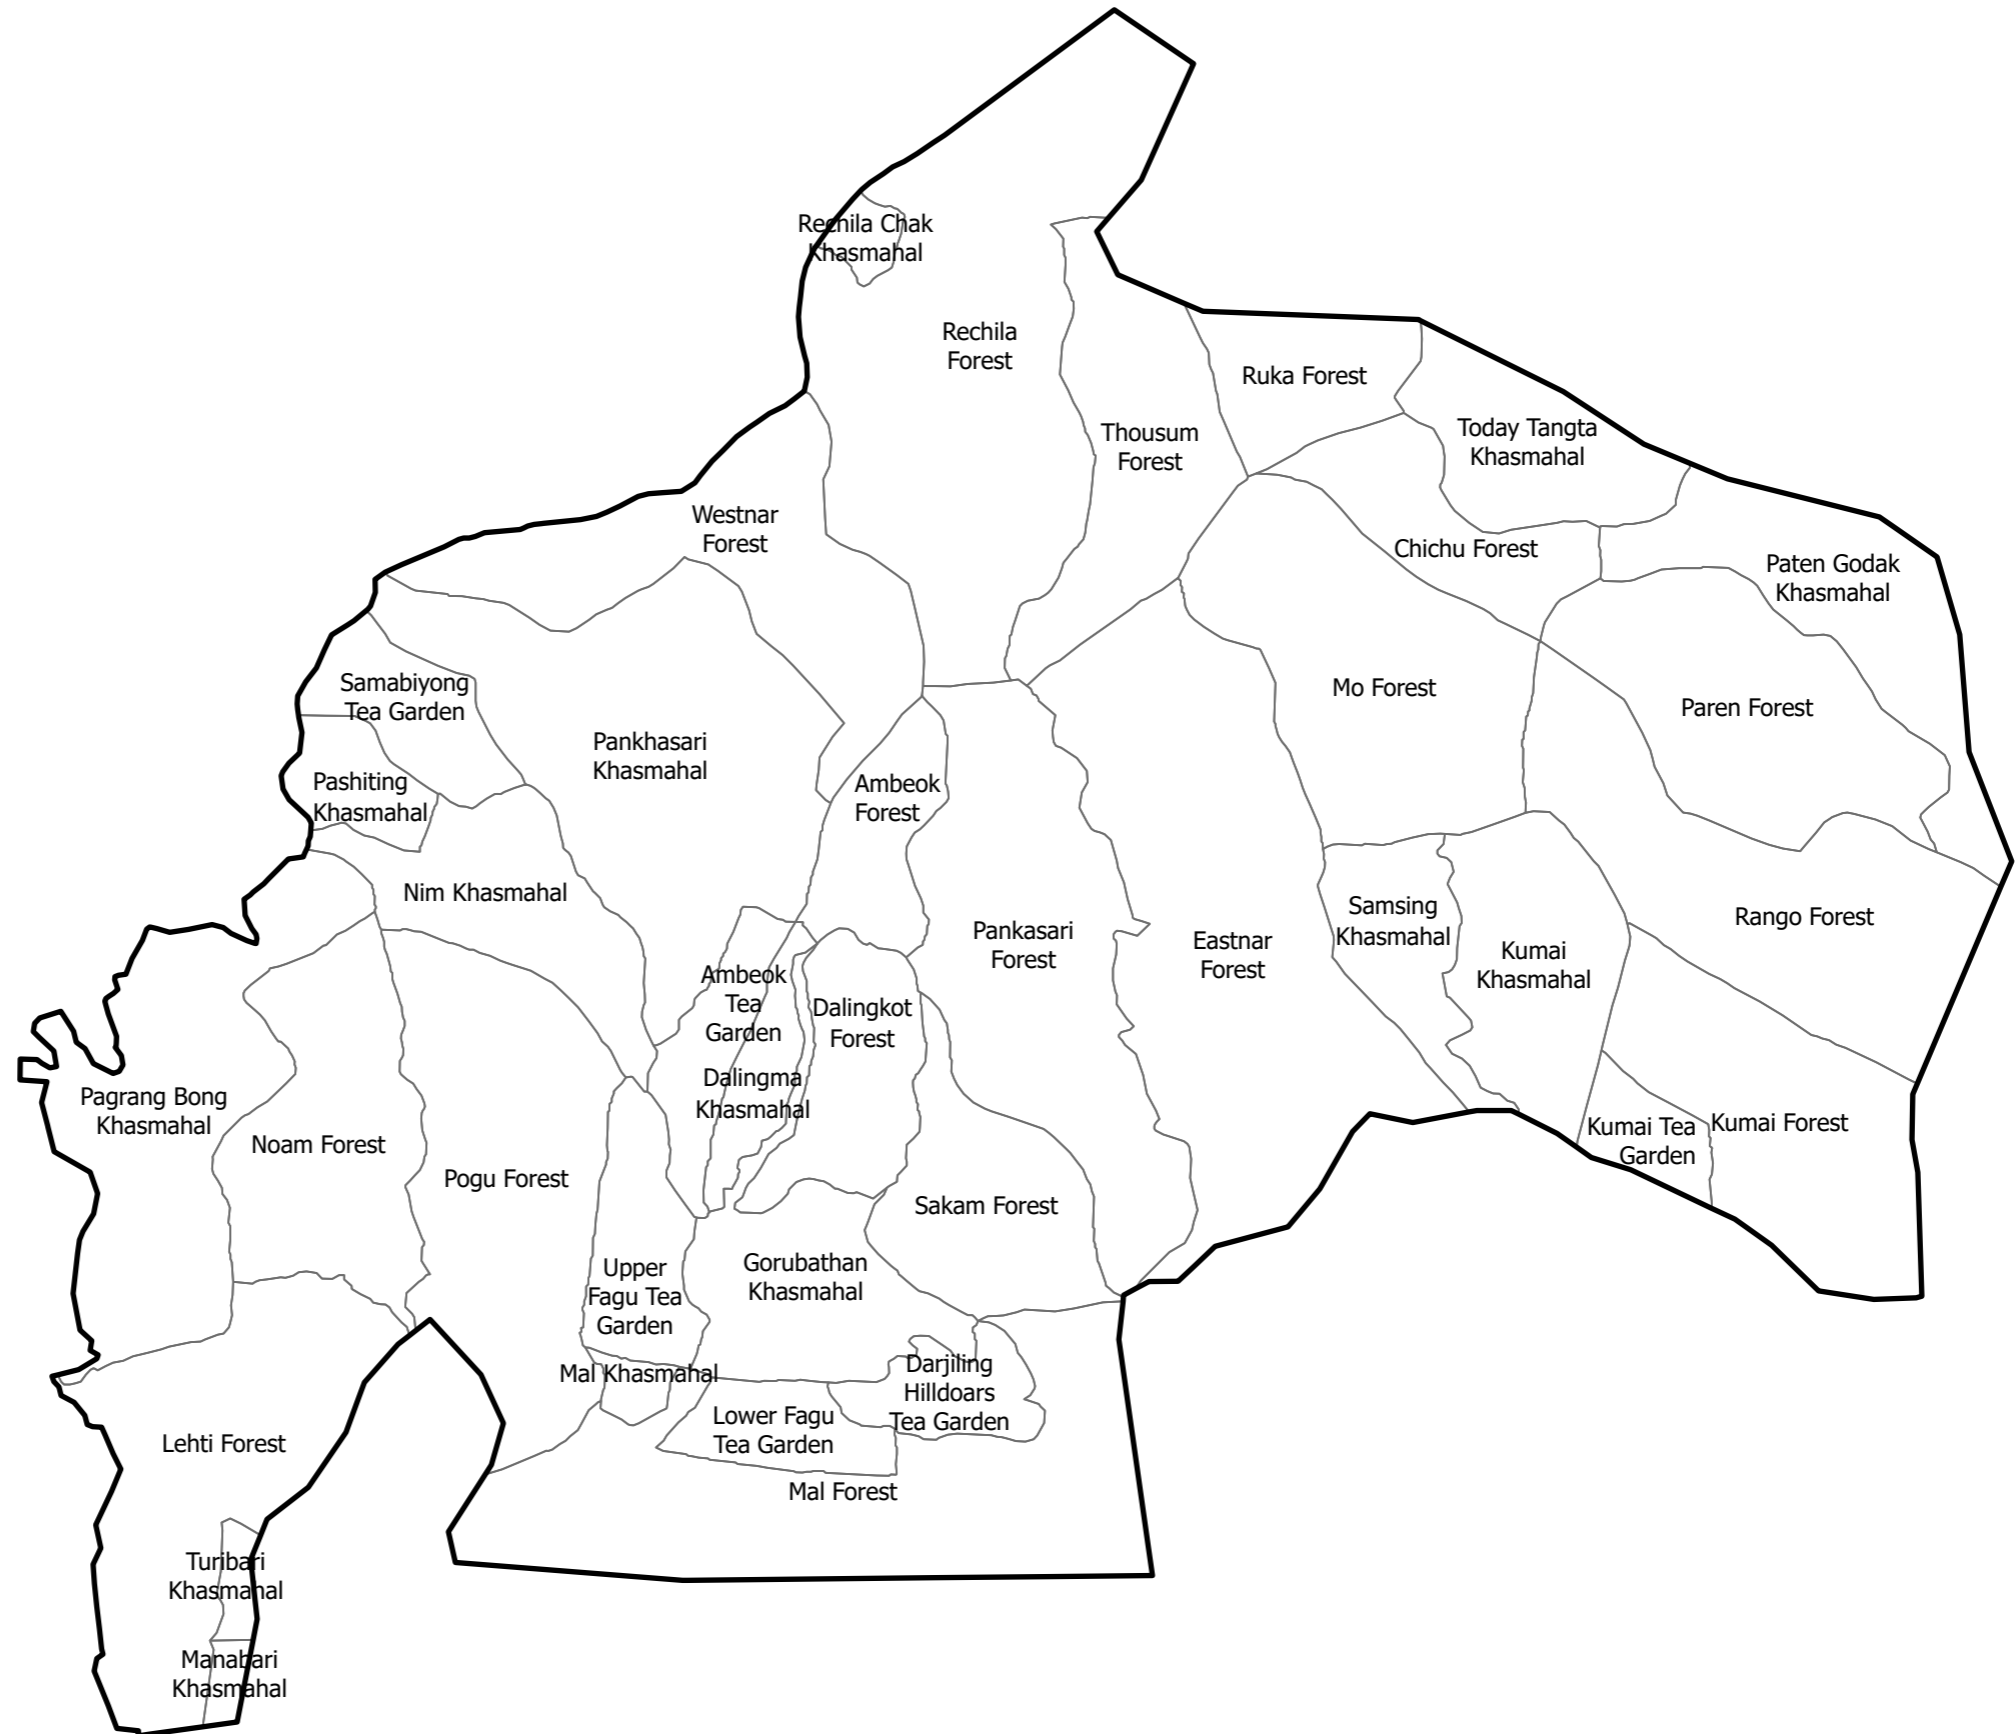 Rechila Chak
Khasmahal
Rechila
Forest
Ruka Forest
Thousum
Forest
Today Tangta
Khasmahal
Westnar
Forest
Chichu Forest
Paten Godak
Khasmahal
Samabiyong
Tea Garden
Mo Forest
Paren Forest
Pankhasari
Khasmahal
Pashiting
Khasmahal
Ambeok
Forest
Nim Khasmahal
Pankasari
Forest
Eastnar
Forest
Samsing
Khasmahal
Kumai
Khasmahal
Rango Forest
Ambeok
Tea
Garden
Dalingkot
Forest
Dalingma
Khasmahal
Pagrang Bong
Khasmahal
Noam Forest
Pogu Forest
Kumai Tea
Garden
Kumai Forest
Sakam Forest
Upper
Fagu Tea
Garden
Gorubathan
Khasmahal
Mal Khasmahal
Darjiling
Hilldoars
Tea Garden
Lower Fagu
Tea Garden
Lehti Forest
Mal Forest
Turibari
Khasmahal
Manabari
Khasmahal